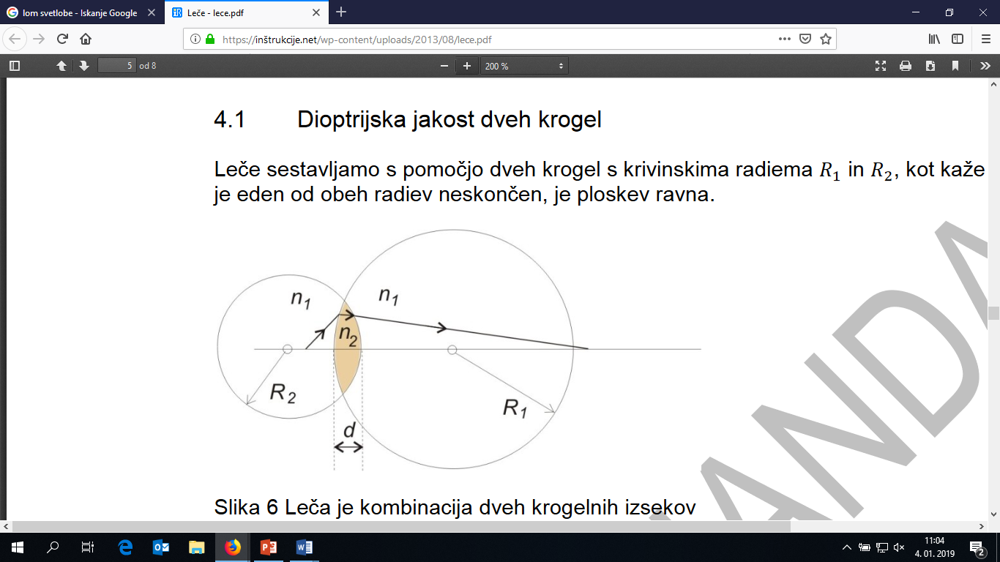 lom svetlobe - Iskanje Google
Leče - lece.pdf
https://inštrukcije.net/wp-content/uploads/2013/08/lece.pdf
5 od 8
200 %
4.1 Dioptrijska jakost dveh krogel
Leče sestavljamo s pomočjo dveh krogel s krivinskima radiema R₁ in R₂, kot kaže
je eden od obeh radiev neskončen, je ploskev ravna.
n₁
n₁
n₂
R₂
R₁
d
Slika 6 Leča je kombinacija dveh krogelnih izsekov
11:04
4. 01. 2019
2